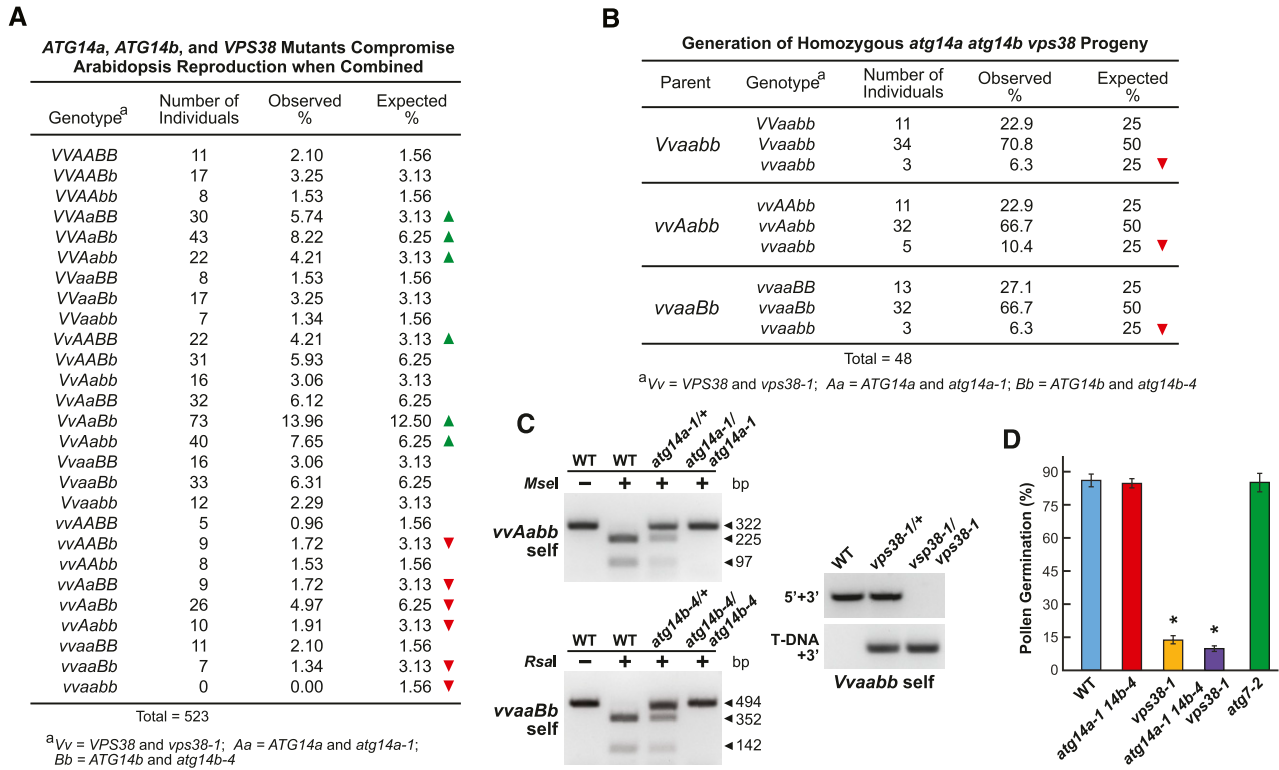 A
ATG14a, ATG14b, and VPS38 Mutants Compromise
Arabidopsis Reproduction when Combined
Genotypea Number of Individuals Observed % Expected %
VVAABB 11 2.10 1.56
VVAABb 17 3.25 3.13
VVAAbb 8 1.53 1.56
VVAaBB 30 5.74 3.13 ▲
VVAaBb 43 8.22 6.25 ▲
VVAabb 22 4.21 3.13 ▲
VVaaBB 8 1.53 1.56
VVaaBb 17 3.25 3.13
VVaabb 7 1.34 1.56
VvAABB 22 4.21 3.13 ▲
VvAABb 31 5.93 6.25
VvAabb 16 3.06 3.13
VvAaBB 32 6.12 6.25
VvAaBb 73 13.96 12.50 ▲
VvAabb 40 7.65 6.25 ▲
VvaaBB 16 3.06 3.13
VvaaBb 33 6.31 6.25
Vvaabb 12 2.29 3.13
vvAABB 5 0.96 1.56
vvAABb 9 1.72 3.13 ▼
vvAAbb 8 1.53 1.56
vvAaBB 9 1.72 3.13 ▼
vvAaBb 26 4.97 6.25 ▼
vvAabb 10 1.91 3.13 ▼
vvaaBB 11 2.10 1.56
vvaaBb 7 1.34 3.13 ▼
vvaabb 0 0.00 1.56 ▼
Total = 523
aVv = VPS38 and vps38-1; Aa = ATG14a and atg14a-1;
Bb = ATG14b and atg14b-4
B
Generation of Homozygous atg14a atg14b vps38 Progeny
Parent Genotypea Number of Individuals Observed % Expected %
VVaabb 11 22.9 25
Vvaabb Vvaabb 34 70.8 50
vvaabb 3 6.3 25 ▼
vvAAbb 11 22.9 25
vvAabb vvAabb 32 66.7 50
vvaabb 5 10.4 25 ▼
vvaaBB 13 27.1 25
vvaaBb vvaaBb 32 66.7 50
vvaabb 3 6.3 25 ▼
Total = 48
aVv = VPS38 and vps38-1; Aa = ATG14a and atg14a-1; Bb = ATG14b and atg14b-4
C
WT WT atg14a-1/+ atg14a-1/ atg14a-1
MseI – + + + bp
vvAabb self
322
225
97
WT WT atg14b-4/+ atg14b-4/ atg14b-4
RsaI – + + + bp
vvaaBb self
494
352
142
WT vps38-1/+ vsp38-1/ vps38-1
5'+3'
T-DNA +3'
Vvaabb self
D
Pollen Germination (%)
90
75
60
45
30
15
0
* *
WT
atg14a-1 14b-4
vps38-1
atg14a-1 14b-4 vps38-1
atg7-2